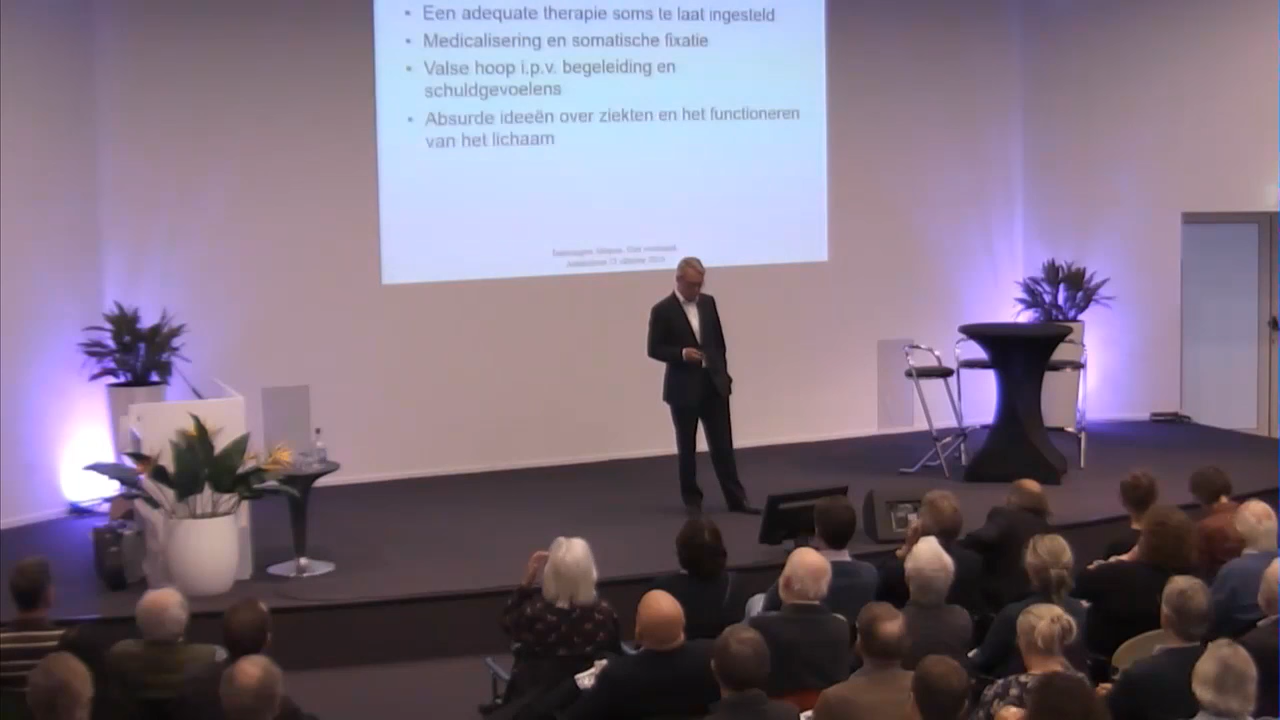 • Een adequate therapie soms te laat ingesteld
• Medicalisering en somatische fixatie
• Valse hoop i.p.v. begeleiding en
schuldgevoelens
• Absurde ideeën over ziekten en het functioneren
van het lichaam